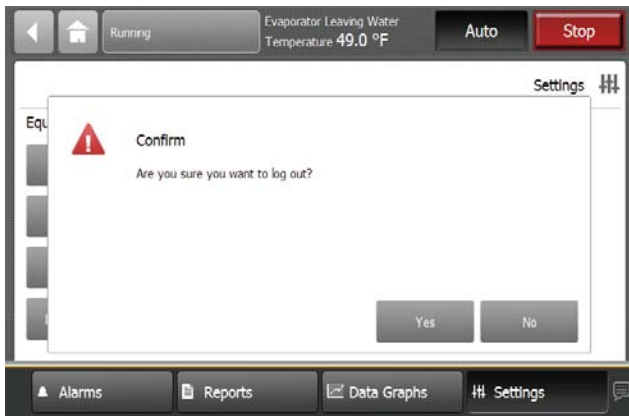 Running
Evaporator Leaving Water
Temperature 49.0 °F
Auto
Stop
Settings
Equ
Confirm
Are you sure you want to log out?
Yes
No
Alarms
Reports
Data Graphs
Settings